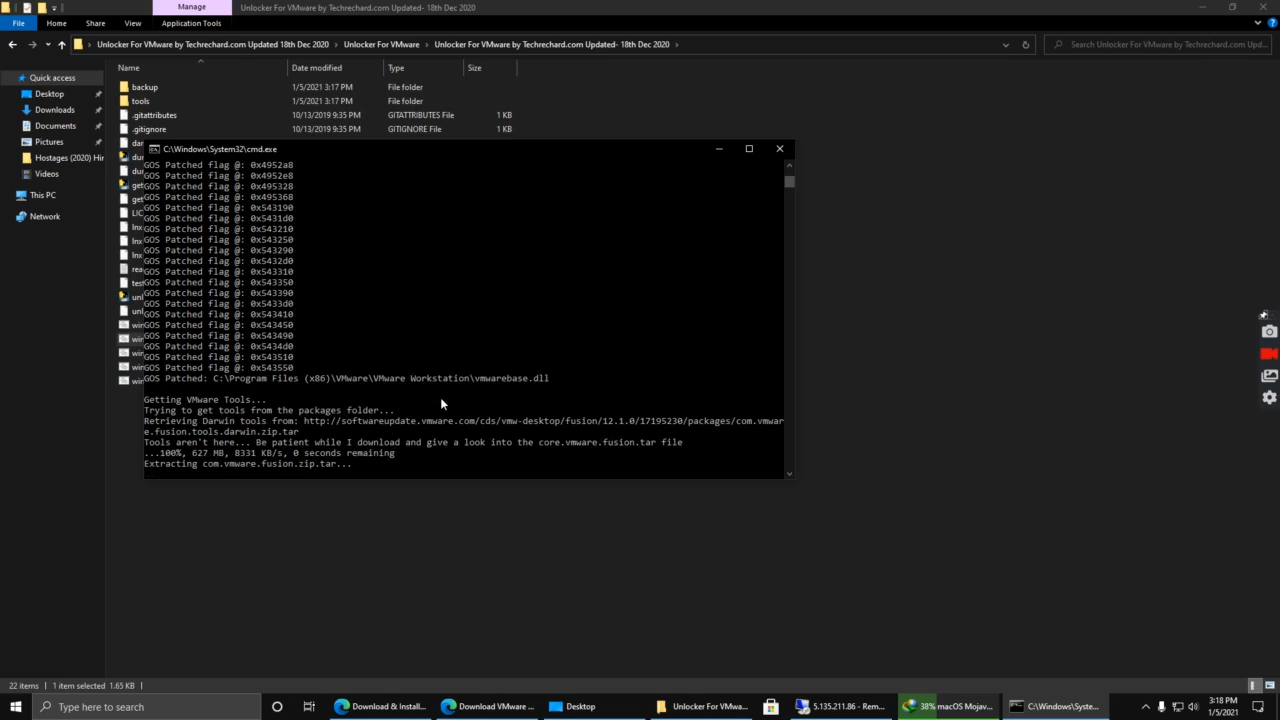 Manage
Unlocker For VMware by Techrechard.com Updated- 18th Dec 2020
File
Home
Share
View
Application Tools
Unlocker For VMware by Techrechard.com Updated 18th Dec 2020
Unlocker For VMware
Unlocker For VMware by Techrechard.com Updated- 18th Dec 2020
Search Unlocker For VMware by Techrechard.com Upd...
Quick access
Desktop
Downloads
Documents
Pictures
Hostages (2020) Hin
Videos
This PC
Network
Name
Date modified
Type
Size
backup 1/5/2021 3:17 PM File folder
tools 1/5/2021 3:17 PM File folder
.gitattributes 10/13/2019 9:35 PM GITATTRIBUTES File 1 KB
.gitignore 10/13/2019 9:35 PM GITIGNORE File 1 KB
C:\Windows\System32\cmd.exe
GOS Patched flag @: 0x4952a8
GOS Patched flag @: 0x4952e8
GOS Patched flag @: 0x495328
GOS Patched flag @: 0x495368
GOS Patched flag @: 0x543190
GOS Patched flag @: 0x5431d0
GOS Patched flag @: 0x543210
GOS Patched flag @: 0x543250
GOS Patched flag @: 0x543290
GOS Patched flag @: 0x5432d0
GOS Patched flag @: 0x543310
GOS Patched flag @: 0x543350
GOS Patched flag @: 0x543390
GOS Patched flag @: 0x5433d0
GOS Patched flag @: 0x543410
GOS Patched flag @: 0x543450
GOS Patched flag @: 0x543490
GOS Patched flag @: 0x5434d0
GOS Patched flag @: 0x543510
GOS Patched flag @: 0x543550
GOS Patched: C:\Program Files (x86)\VMware\VMware Workstation\vmwarebase.dll
Getting VMware Tools...
Trying to get tools from the packages folder...
Retrieving Darwin tools from: http://softwareupdate.vmware.com/cds/vmw-desktop/fusion/12.1.0/17195230/packages/com.vmwar
e.fusion.tools.darwin.zip.tar
Tools aren't here... Be patient while I download and give a look into the core.vmware.fusion.tar file
...100%, 627 MB, 8331 KB/s, 0 seconds remaining
Extracting com.vmware.fusion.zip.tar...
22 items
1 item selected 1.65 KB
Type here to search
Download & Install...
Download VMware ...
Desktop
Unlocker For VMwa...
5.135.211.86 - Rem...
38% macOS Mojav...
C:\Windows\Syste...
3:18 PM
1/5/2021